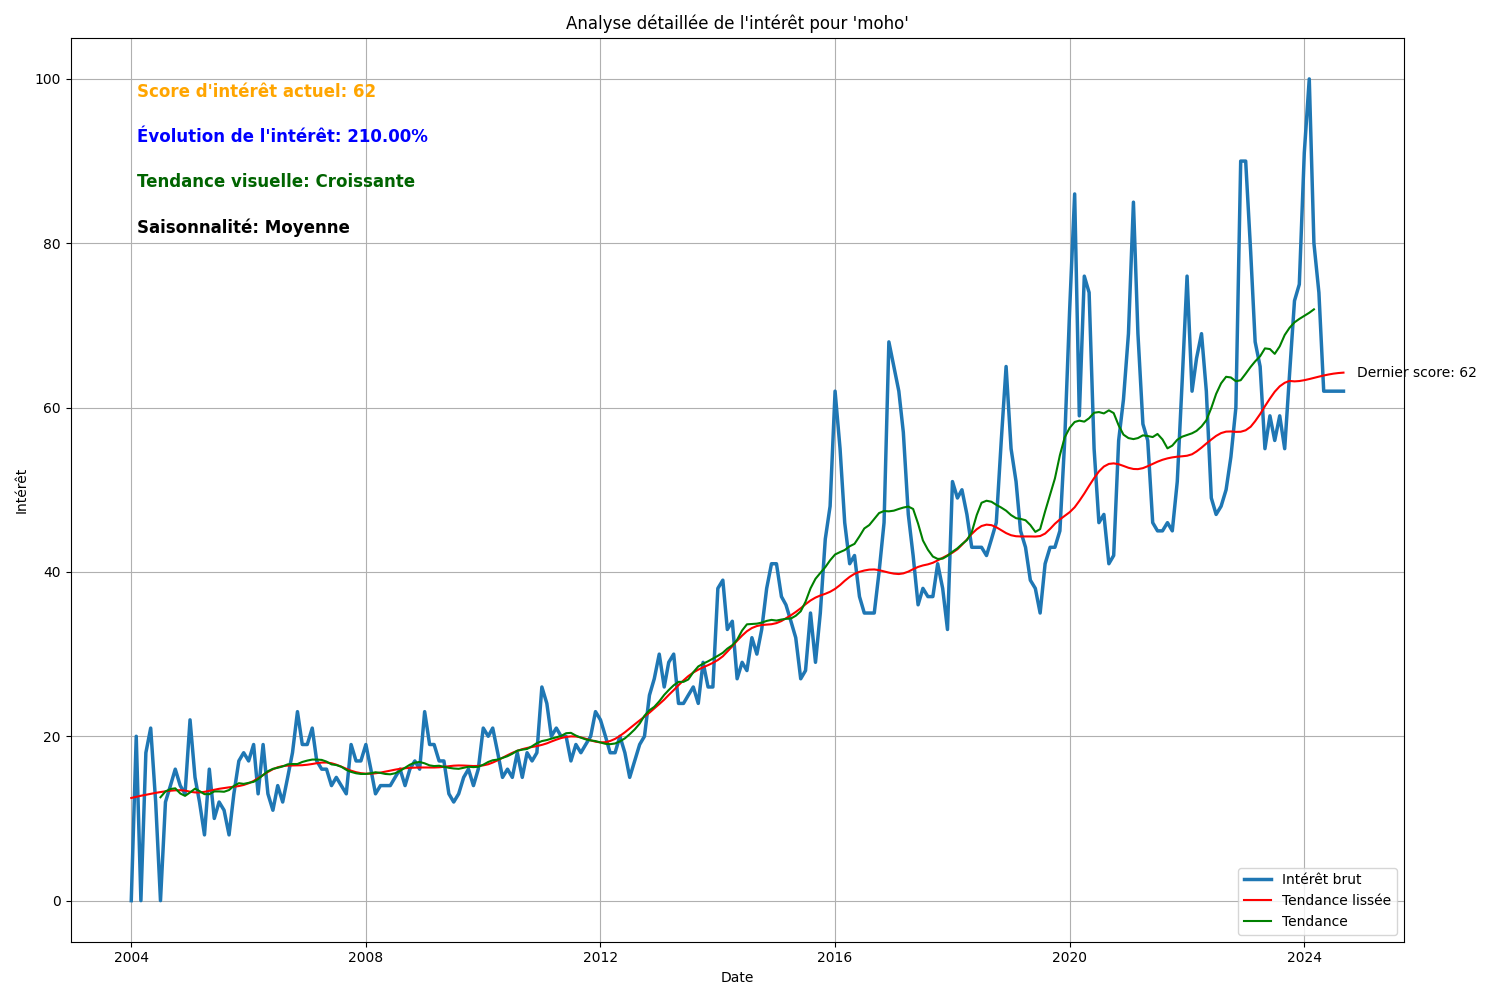 Analyse détaillée de l'intérêt pour 'moho'
100
80
60
40
20
0
Intérêt
Score d'intérêt actuel: 62
Évolution de l'intérêt: 210.00%
Tendance visuelle: Croissante
Saisonnalité: Moyenne
Dernier score: 62
Intérêt brut
Tendance lissée
Tendance
2004
2008
2012
2016
2020
2024
Date